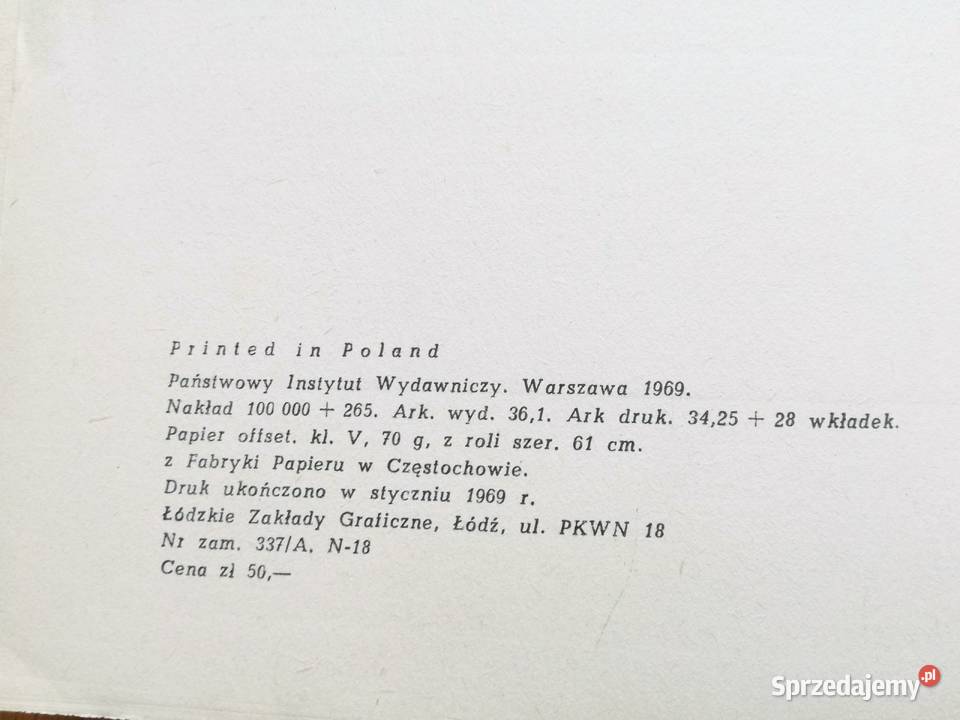 Printed in Poland
Państwowy Instytut Wydawniczy. Warszawa 1969.
Nakład 100 000 + 265. Ark. wyd. 36,1. Ark druk. 34,25 + 28 wkładek.
Papier offset. kl. V, 70 g, z roli szer. 61 cm.
z Fabryki Papieru w Częstochowie.
Druk ukończono w styczniu 1969 r.
Łódzkie Zakłady Graficzne, Łódź, ul. PKWN 18
Nr zam. 337/A. N-18
Cena zł 50,—
Sprzedajemy.pl